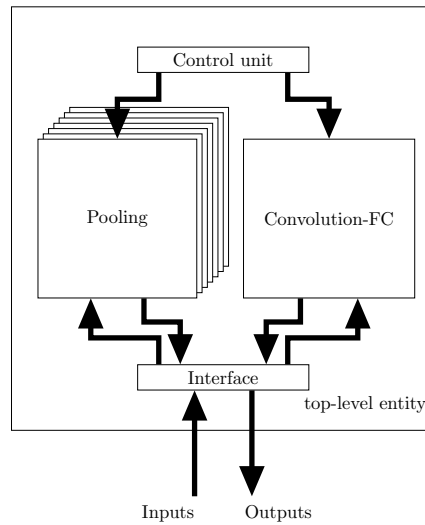 Control unit
Pooling
Convolution-FC
Interface
top-level entity
Inputs
Outputs